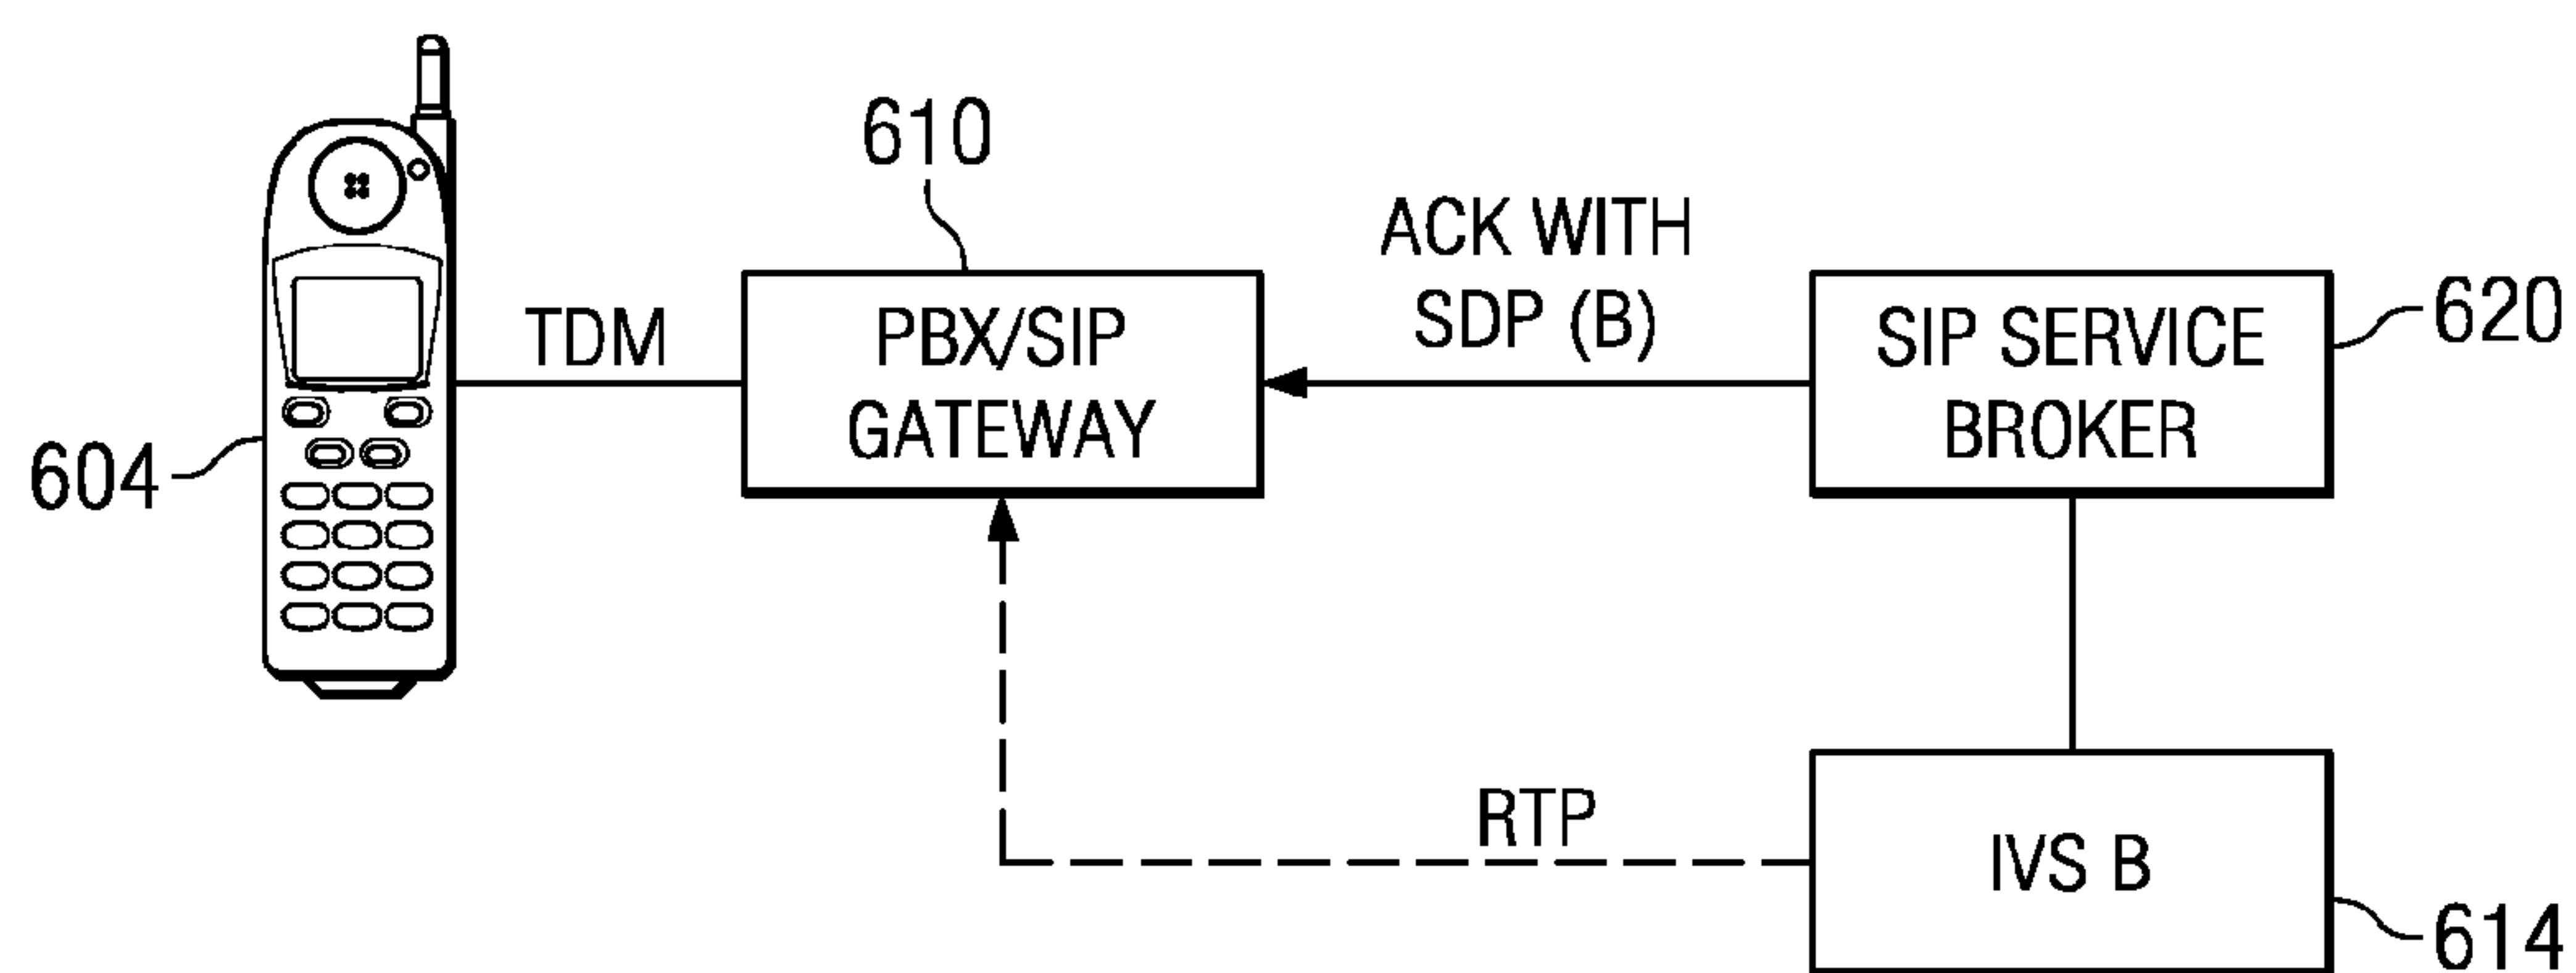 610
ACK WITH
SDP (B)
TDM
PBX/SIP
GATEWAY
SIP SERVICE
BROKER
620
604
RTP
IVS B
614